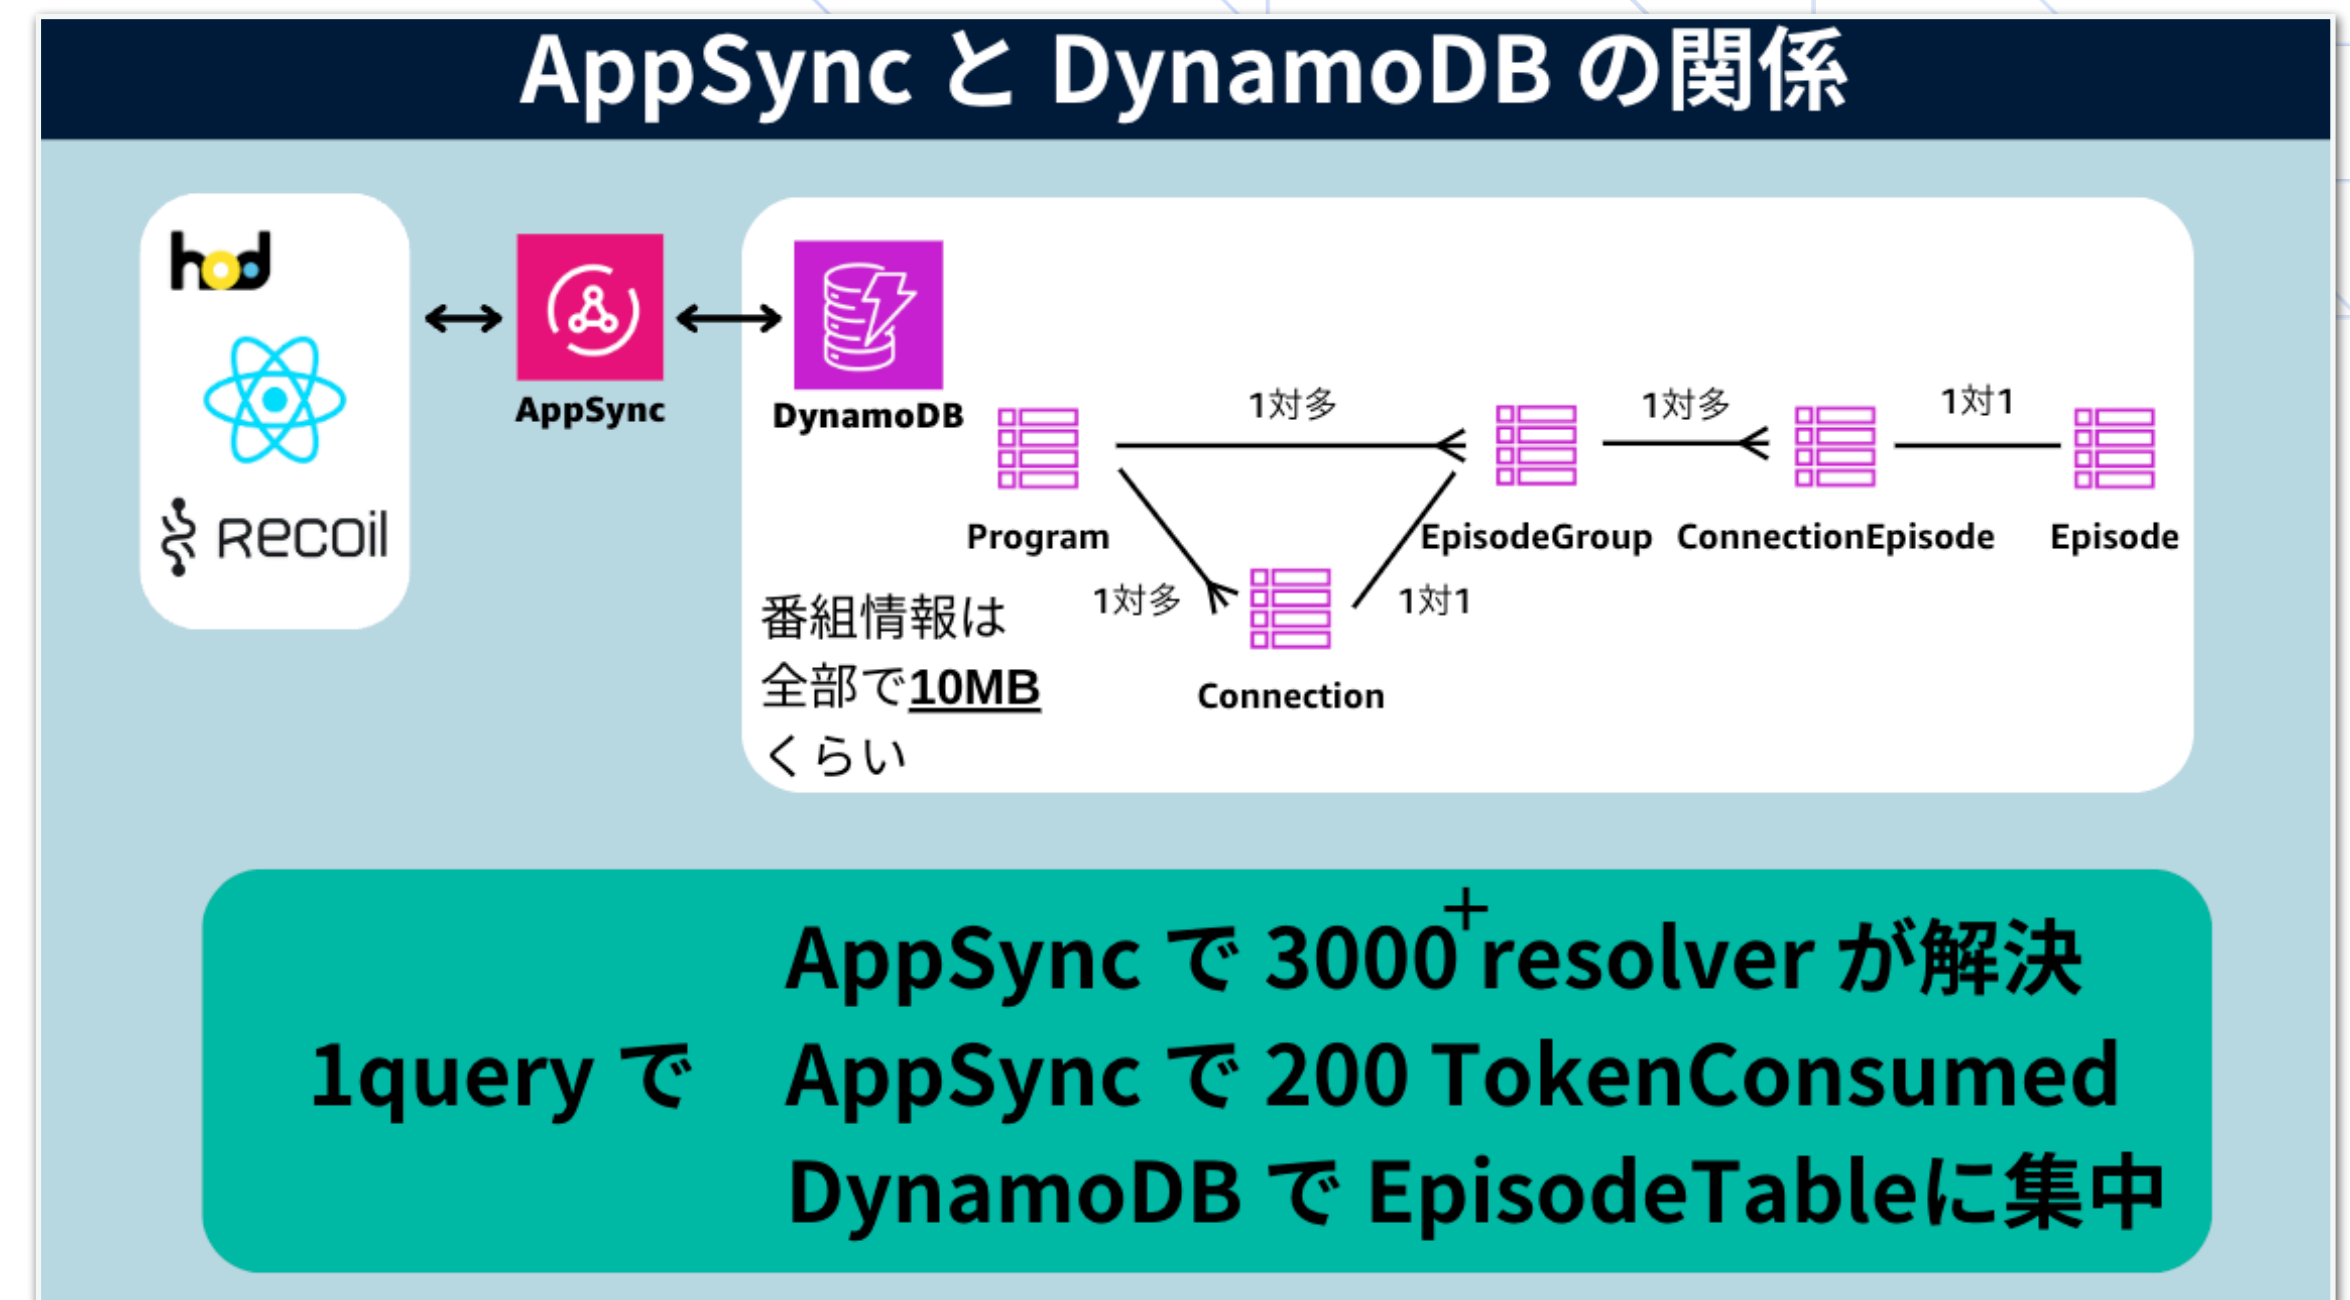 AppSync と DynamoDB の関係
hod
RECOIL
AppSync
DynamoDB
1対多
1対多
1対1
Program
EpisodeGroup
ConnectionEpisode
Episode
1対多
1対1
Connection
番組情報は
全部で10MB
くらい
1query で
AppSync で 3000+ resolver が解決
AppSync で 200 TokenConsumed
DynamoDB で EpisodeTableに集中